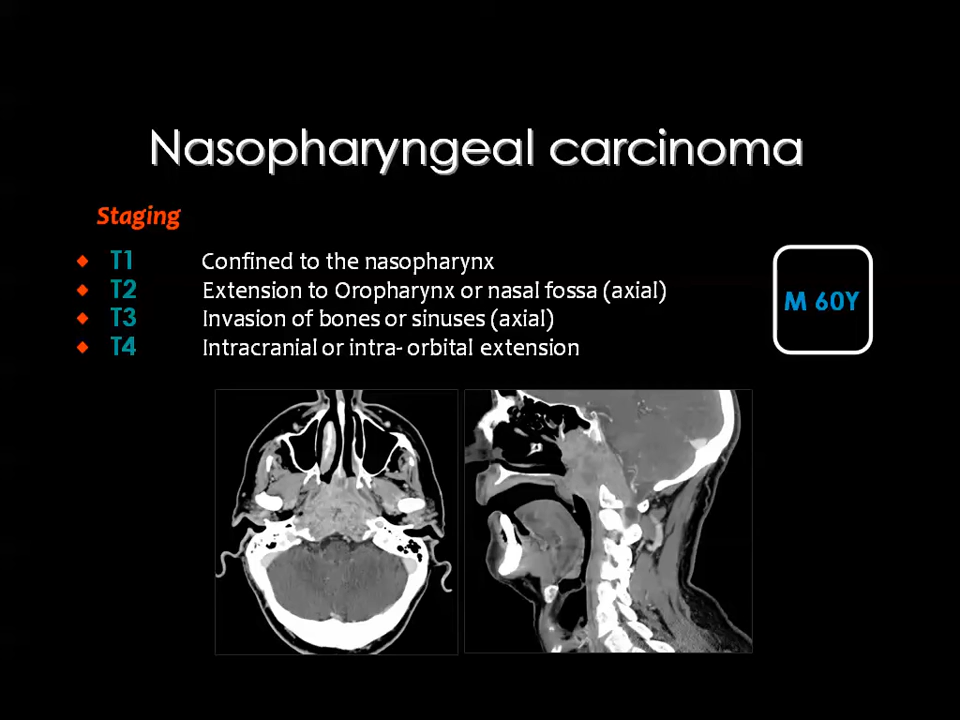 Nasopharyngeal carcinoma
Staging
T1 Confined to the nasopharynx
T2 Extension to Oropharynx or nasal fossa (axial)
T3 Invasion of bones or sinuses (axial)
T4 Intracranial or intra- orbital extension
M 60Y